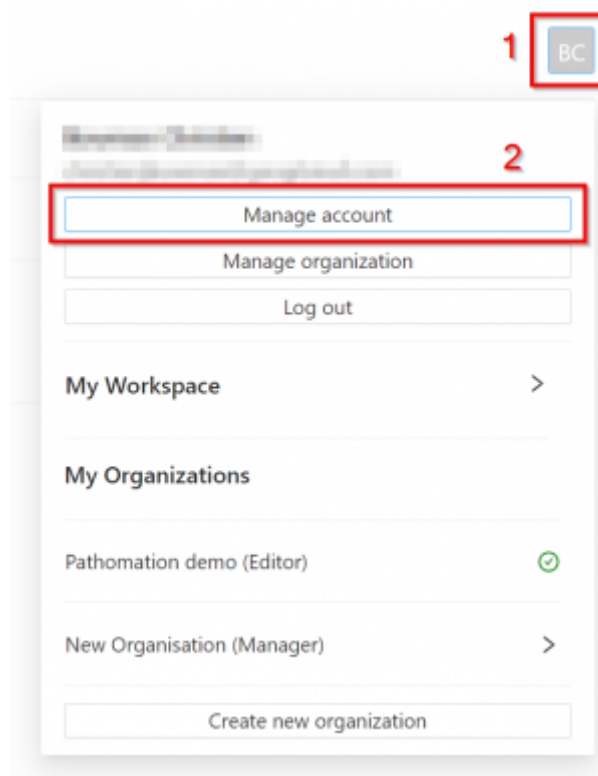 1
BC
2
Manage account
Manage organization
Log out
My Workspace
My Organizations
Pathomation demo (Editor)
New Organisation (Manager)
Create new organization